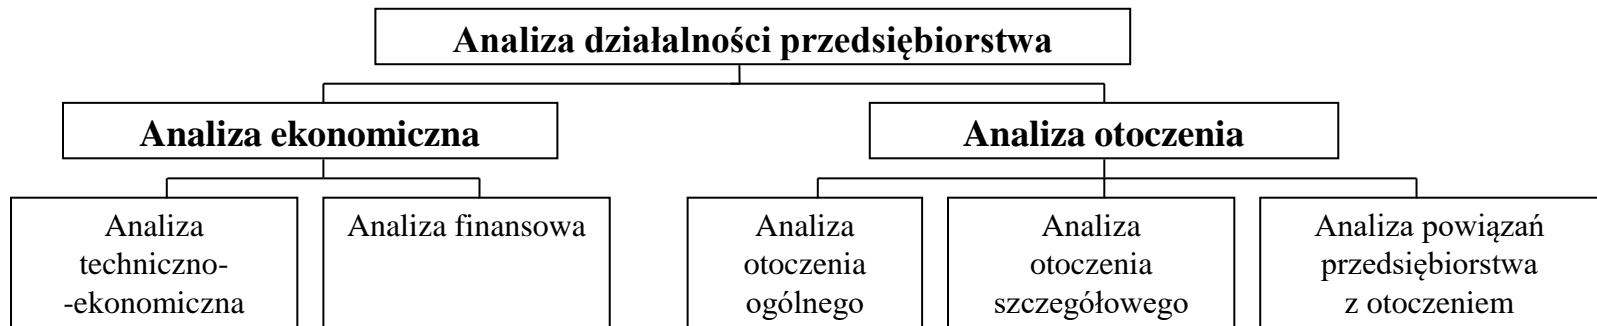 Analiza działalności przedsiębiorstwa
Analiza ekonomiczna
Analiza otoczenia
Analiza
techniczno-
-ekonomiczna
Analiza finansowa
Analiza
otoczenia
ogólnego
Analiza
otoczenia
szczegółowego
Analiza powiązań
przedsiębiorstwa
z otoczeniem